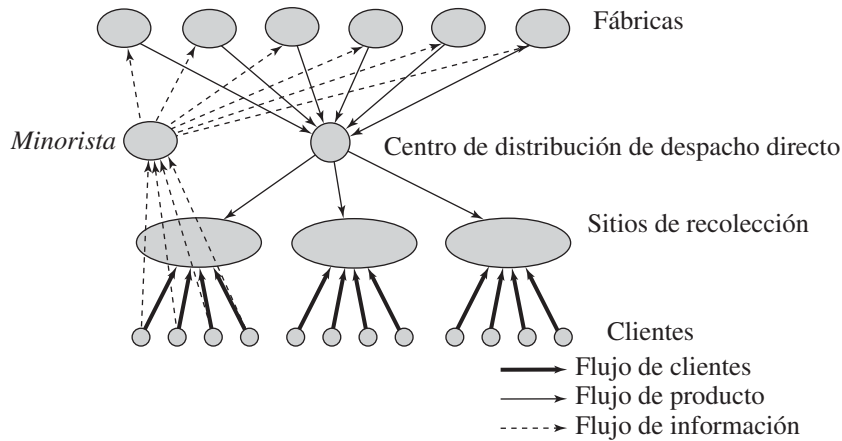 Fábricas
Minorista
Centro de distribución de despacho directo
Sitios de recolección
Clientes
Flujo de clientes
Flujo de producto
Flujo de información